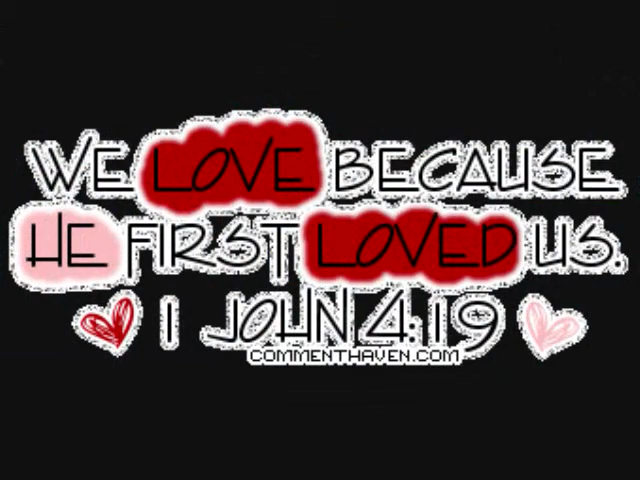 WE LOVE BECAUSE
HE FIRST LOVED US.
1 JOHN 4:19
COMMENTHAVEN.COM